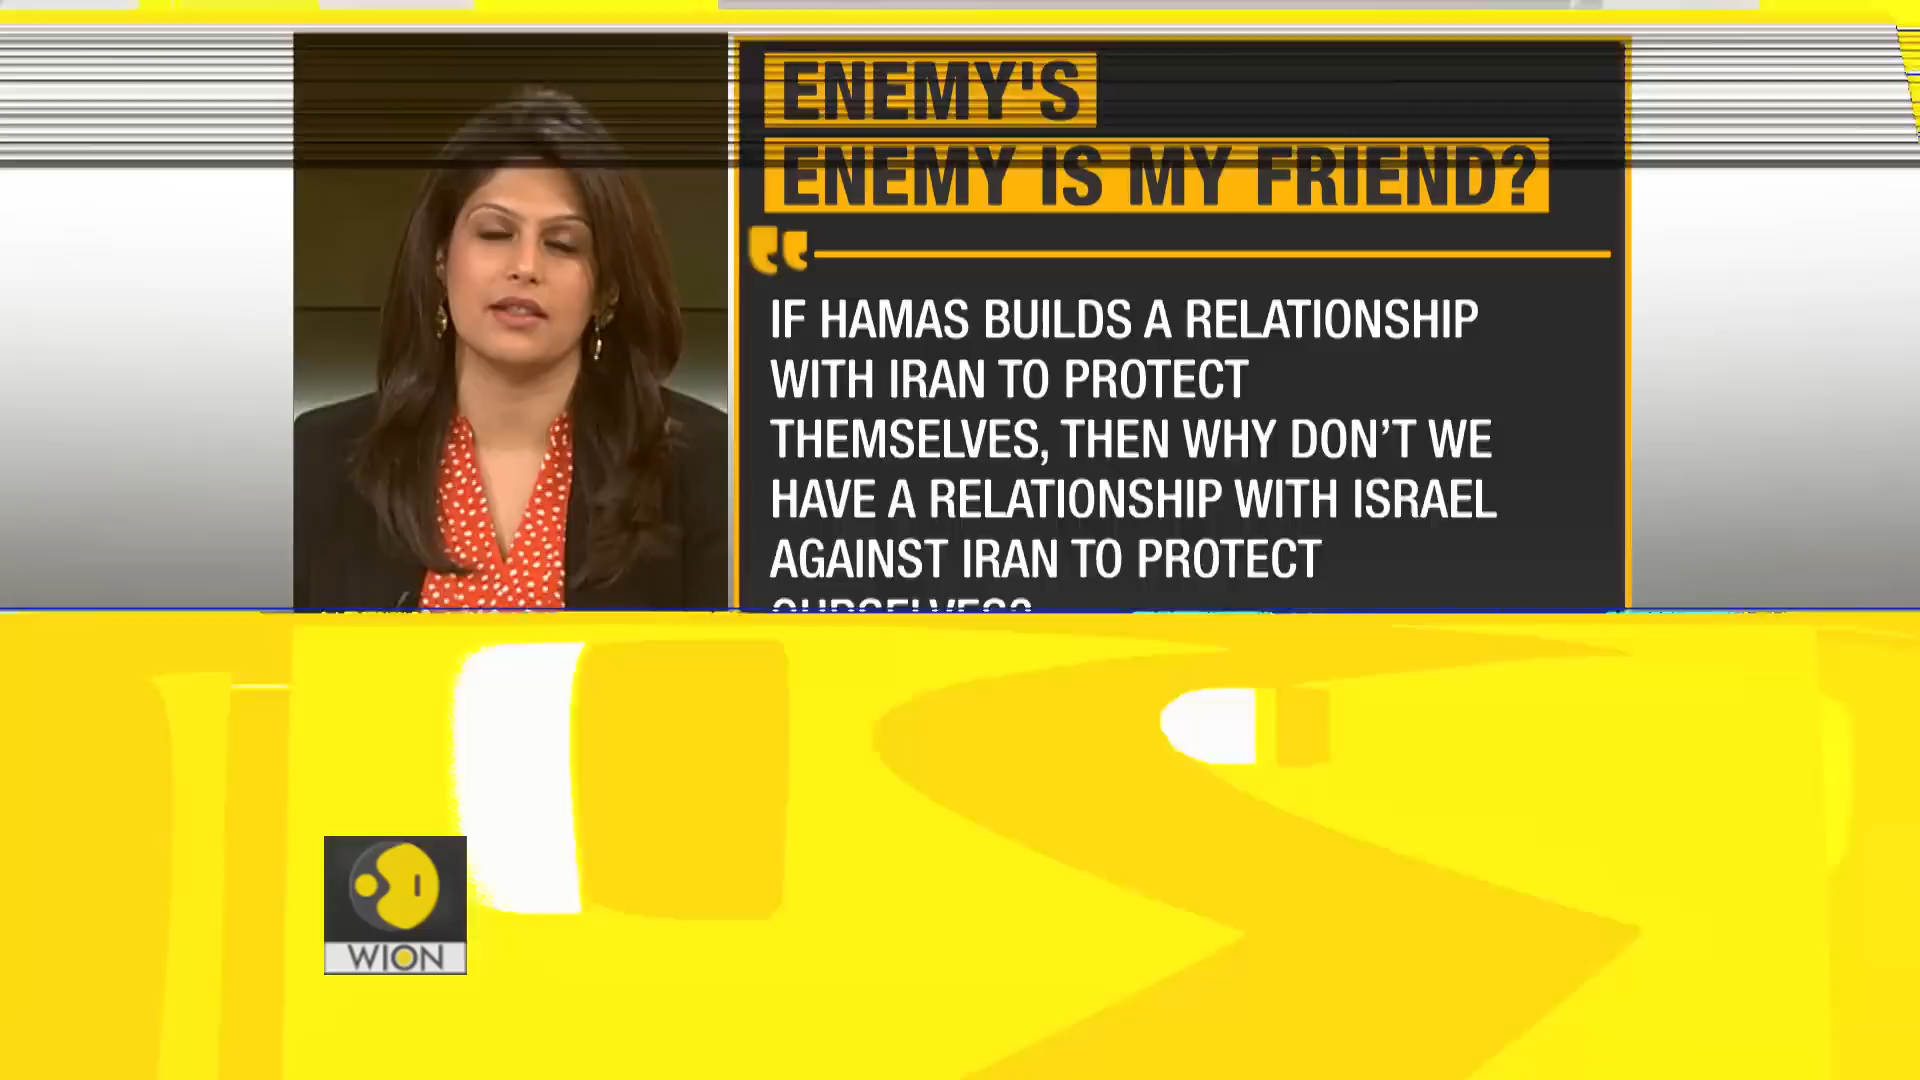 ENEMY'S
ENEMY IS MY FRIEND?
IF HAMAS BUILDS A RELATIONSHIP
WITH IRAN TO PROTECT
THEMSELVES, THEN WHY DON'T WE
HAVE A RELATIONSHIP WITH ISRAEL
AGAINST IRAN TO PROTECT
OURSELVES?
WION